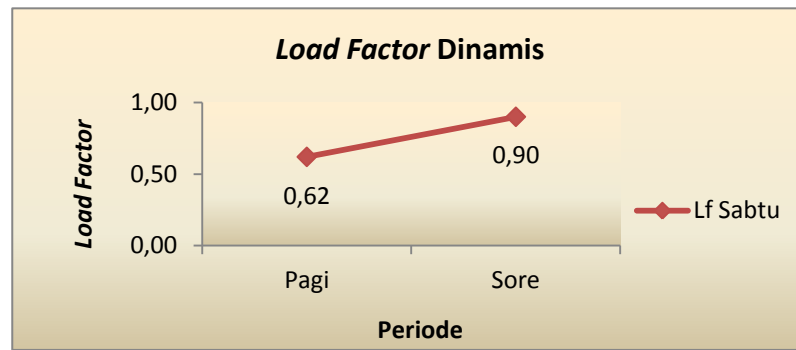 Load Factor Dinamis
1,00
0,50
0,00
Load Factor
0,62
0,90
Lf Sabtu
Pagi
Sore
Periode